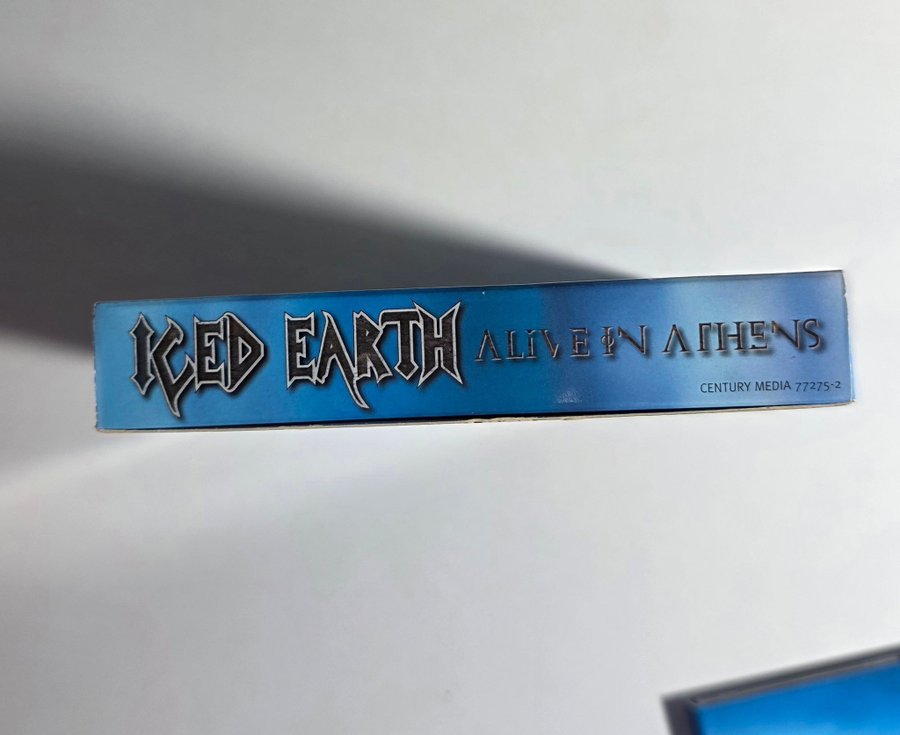 ICED EARTH ALIVE IN ATHENS
CENTURY MEDIA 77275-2